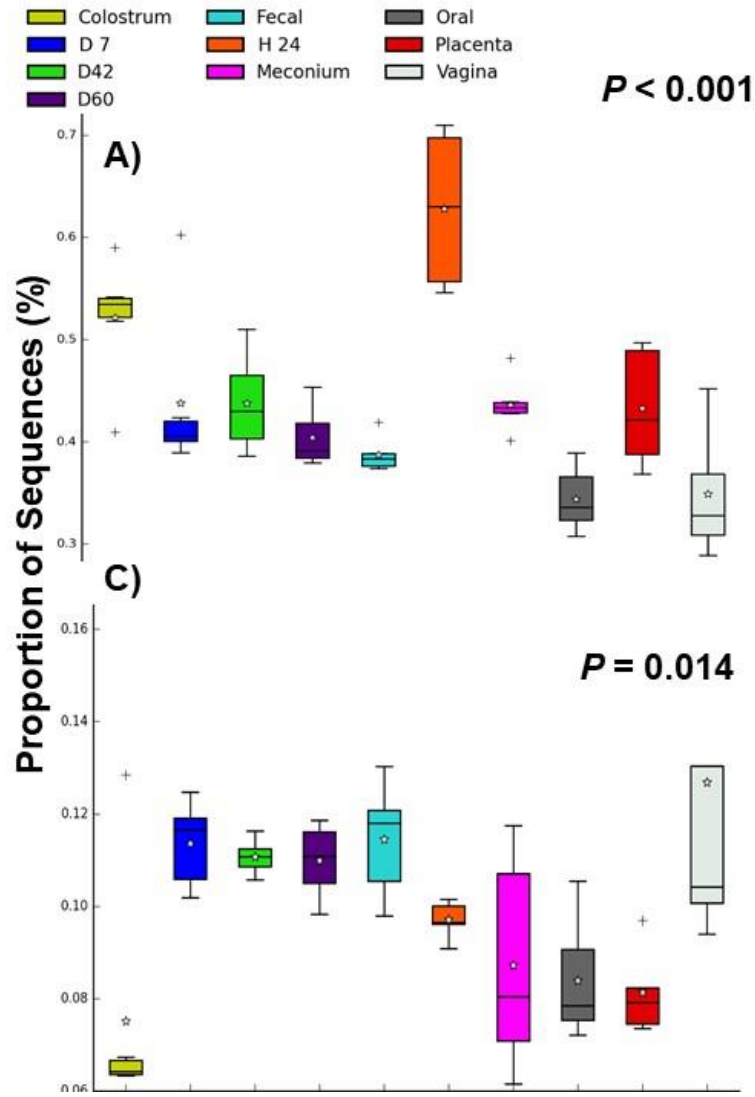 Colostrum Fecal Oral
D 7 H 24 Placenta
D42 Meconium Vagina
D60
P < 0.001
A)
0.7
0.6
0.5
0.4
0.3
Proportion of Sequences (%)
C)
0.16
P = 0.014
0.14
0.12
0.10
0.08
0.06